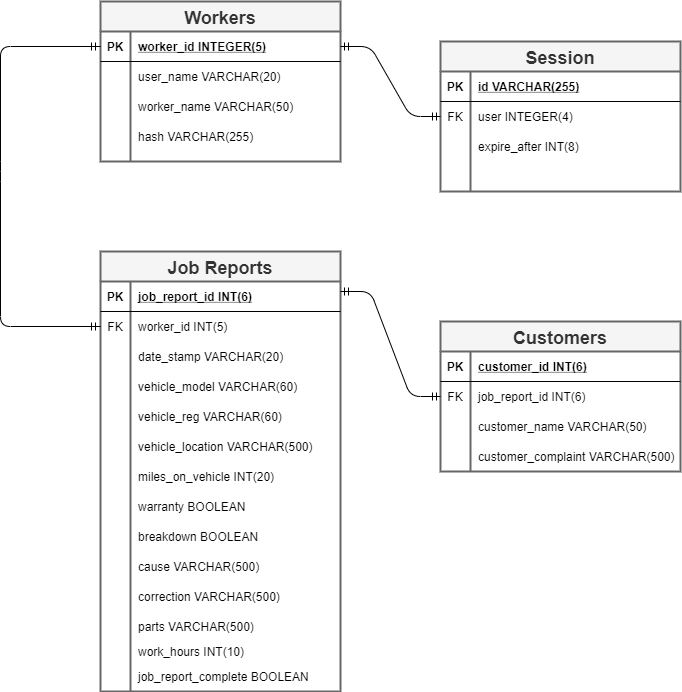 Workers
PK worker_id INTEGER(5)
user_name VARCHAR(20)
worker_name VARCHAR(50)
hash VARCHAR(255)
Session
PK id VARCHAR(255)
FK user INTEGER(4)
expire_after INT(8)
Job Reports
PK job_report_id INT(6)
FK worker_id INT(5)
date_stamp VARCHAR(20)
vehicle_model VARCHAR(60)
vehicle_reg VARCHAR(60)
vehicle_location VARCHAR(500)
miles_on_vehicle INT(20)
warranty BOOLEAN
breakdown BOOLEAN
cause VARCHAR(500)
correction VARCHAR(500)
parts VARCHAR(500)
work_hours INT(10)
job_report_complete BOOLEAN
Customers
PK customer_id INT(6)
FK job_report_id INT(6)
customer_name VARCHAR(50)
customer_complaint VARCHAR(500)